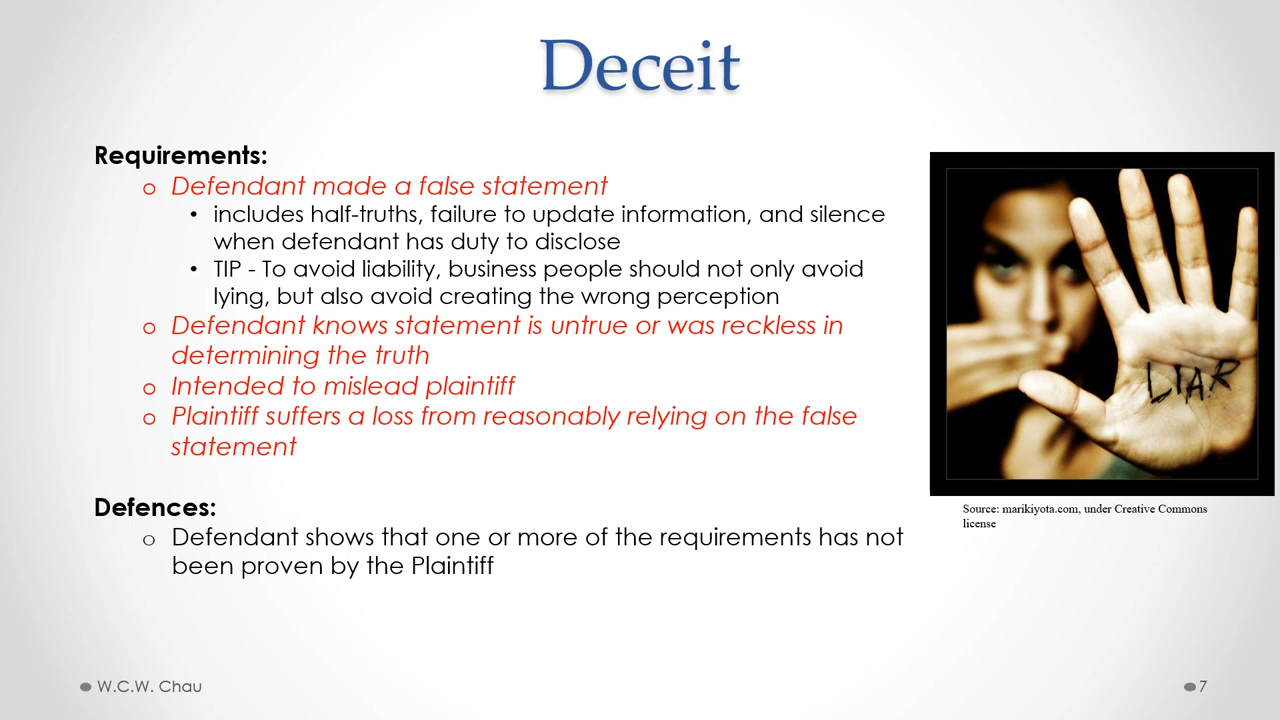 Deceit
Requirements:
o Defendant made a false statement
• includes half-truths, failure to update information, and silence
when defendant has duty to disclose
• TIP - To avoid liability, business people should not only avoid
lying, but also avoid creating the wrong perception
o Defendant knows statement is untrue or was reckless in
determining the truth
o Intended to mislead plaintiff
o Plaintiff suffers a loss from reasonably relying on the false
statement
Defences:
o Defendant shows that one or more of the requirements has not
been proven by the Plaintiff
LIAR
Source: marikiyota.com, under Creative Commons
license
W.C.W. Chau
7